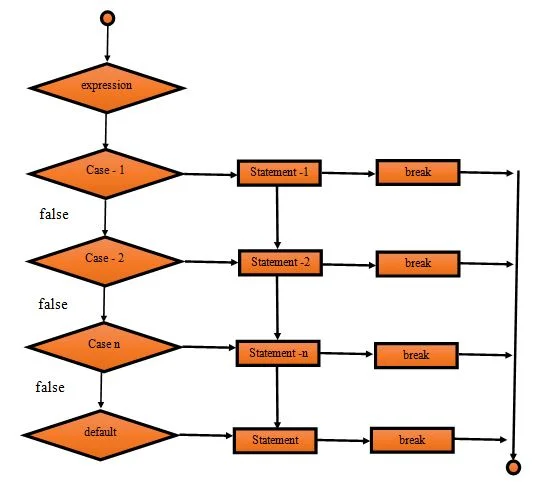 expression
Case - 1
Statement -1
break
false
Case - 2
Statement -2
break
false
Case n
Statement -n
break
false
default
Statement
break